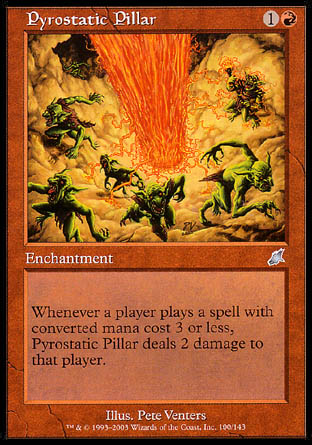 Pyrostatic Pillar 1
Enchantment
Whenever a player plays a spell with
converted mana cost 3 or less,
Pyrostatic Pillar deals 2 damage to
that player.
Illus. Pete Venters
™ & © 1993–2003 Wizards of the Coast, Inc. 100/143